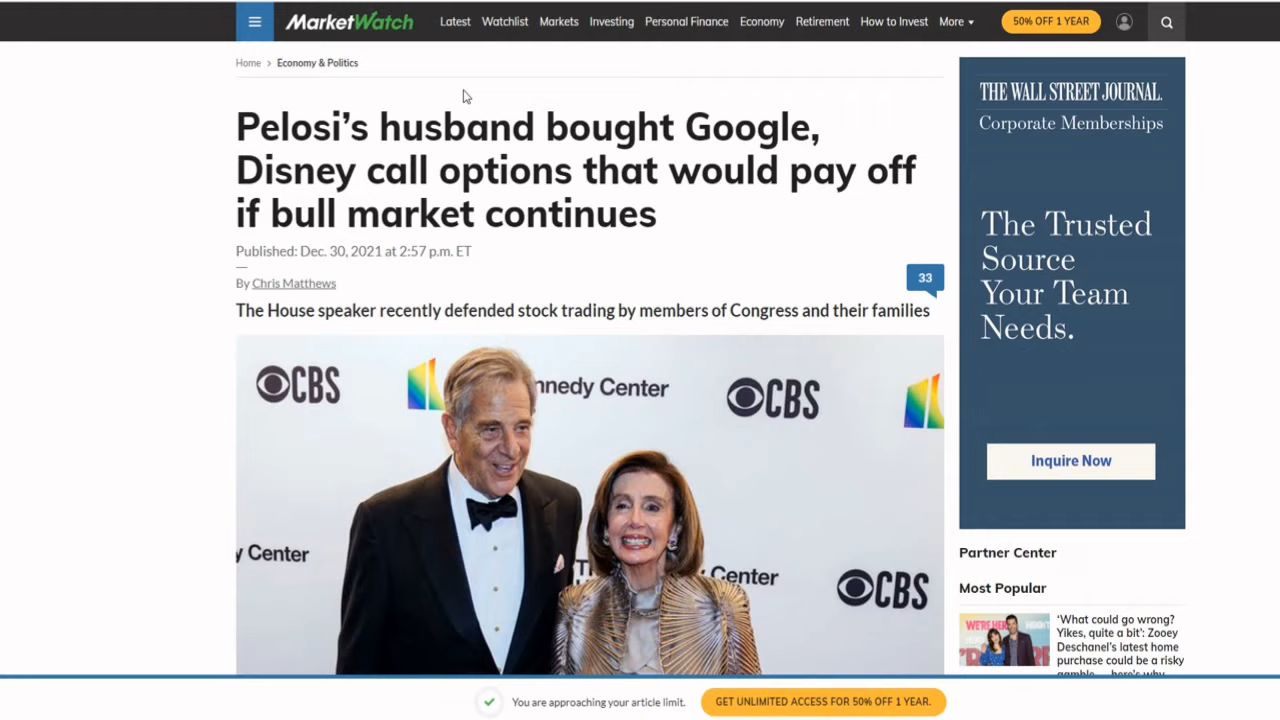 MarketWatch Latest Watchlist Markets Investing Personal Finance Economy Retirement How to Invest More 50% OFF 1 YEAR
Home > Economy & Politics
Pelosi's husband bought Google,
Disney call options that would pay off
if bull market continues
Published: Dec. 30, 2021 at 2:57 p.m. ET
By Chris Matthews
33
The House speaker recently defended stock trading by members of Congress and their families
CBS
nnedy Center
CBS
y Center
Center
CBS
THE WALL STREET JOURNAL.
Corporate Memberships
The Trusted
Source
Your Team
Needs.
Inquire Now
Partner Center
Most Popular
WE'RE HER
'What could go wrong?
Yikes, quite a bit': Zooey
Deschanel's latest home
purchase could be a risky
gamble — here's why
You are approaching your article limit.
GET UNLIMITED ACCESS FOR 50% OFF 1 YEAR.